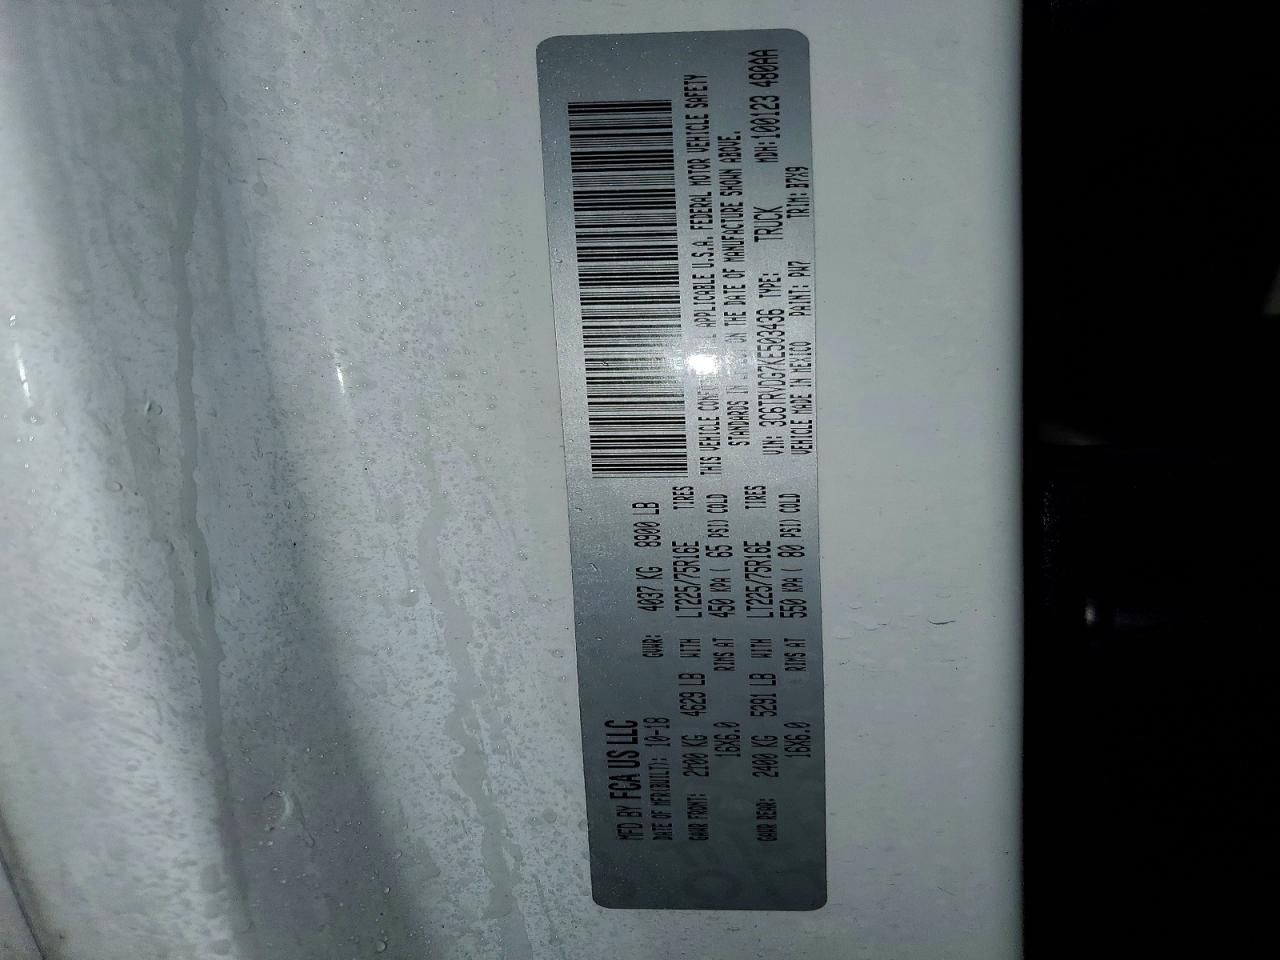 MFD BY FCA US LLC
DATE OF MFR(BUILT): 10-18 GVWR: 4037 KG 8900 LB
GAWR FRONT: 2100 KG 4629 LB WITH LT225/75R16E TIRES
16X6.0 RIMS AT 450 KPA ( 65 PSI) COLD
GAWR REAR: 2400 KG 5291 LB WITH LT225/75R16E TIRES
16X6.0 RIMS AT 550 KPA ( 80 PSI) COLD
THIS VEHICLE APPLICABLE U.S.A. FEDERAL MOTOR VEHICLE SAFETY
STANDARDS IN ON THE DATE OF MANUFACTURE SHOWN ABOVE.
VIN: 3C6TRVDG7KE503436 TYPE: TRUCK MDH:100123 480AA
VEHICLE MADE IN MEXICO PAINT: PW7 TRIM: B7X9